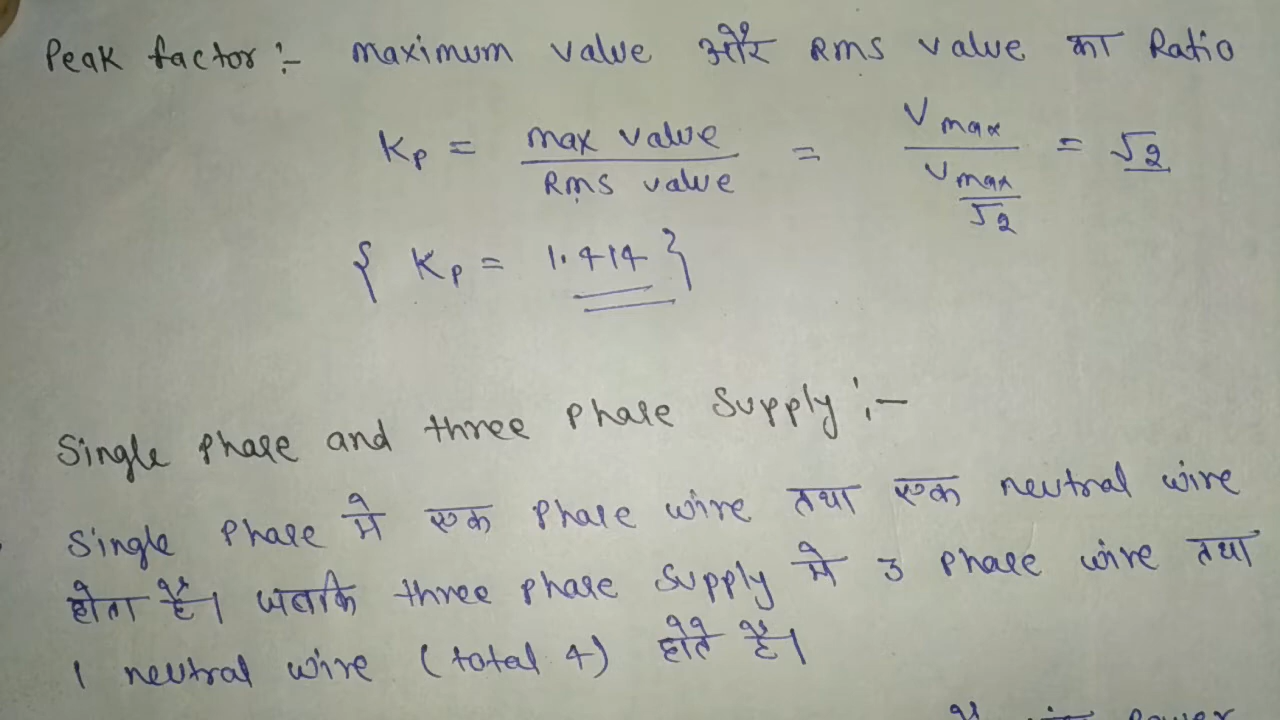 Peak factor :- maximum value और RMS value का Ratio
Kp = max value / RMS value = Vmax / Vmax/√2 = √2
{ Kp = 1.414 }
Single phase and three phase supply :-
Single phase मे एक phase wire तथा एक neutral wire
होता है। जबकि three phase supply मे 3 phase wire तथा
1 neutral wire (total 4) होते है।
power